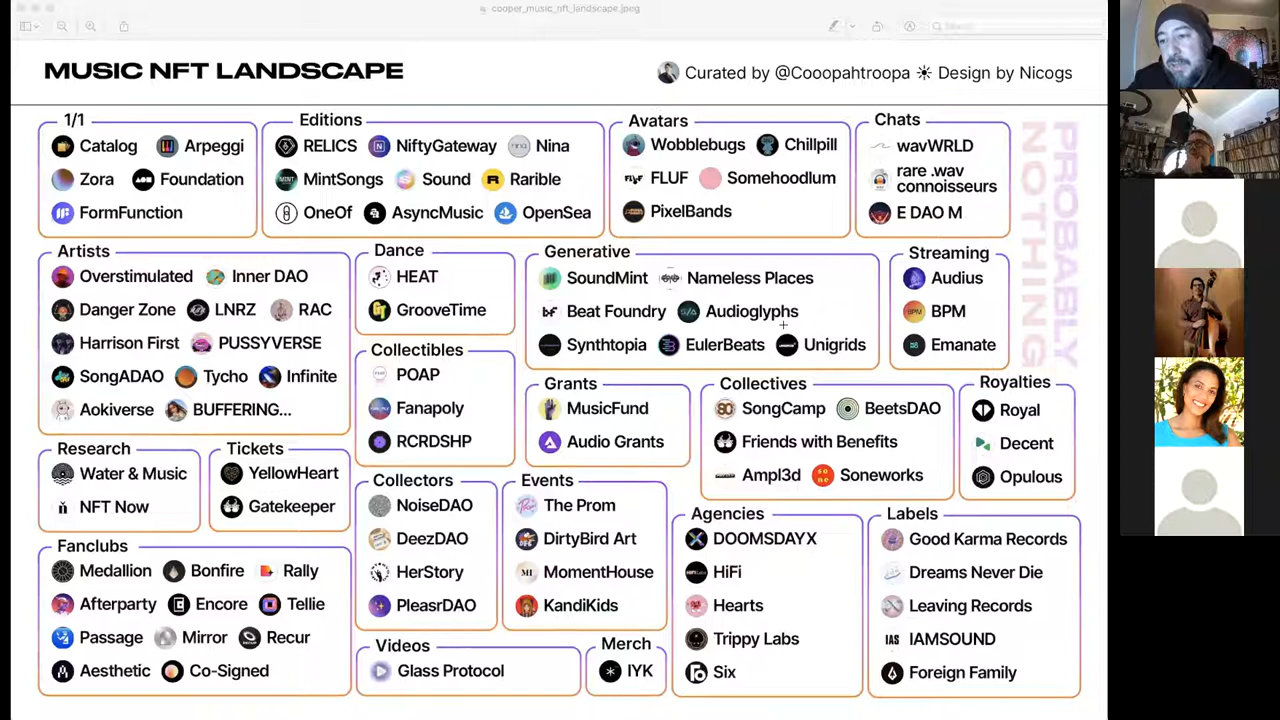 cooper_music_nft_landscape.jpeg
Search
MUSIC NFT LANDSCAPE
Curated by @Cooopahtroopa ☀ Design by Nicogs
PROBABLY
NOTHING
1/1
Catalog Arpeggi
Zora Foundation
FormFunction
Editions
RELICS NiftyGateway Nina
MintSongs Sound Rarible
OneOf AsyncMusic OpenSea
Avatars
Wobblebugs Chillpill
FLUF Somehoodlum
PixelBands
Chats
wavWRLD
rare .wav
connoisseurs
E DAO M
Artists
Overstimulated Inner DAO
Danger Zone LNRZ RAC
Harrison First PUSSYVERSE
SongADAO Tycho Infinite
Aokiverse BUFFERING...
Dance
HEAT
GrooveTime
Generative
SoundMint Nameless Places
Beat Foundry Audioglyphs
Synthtopia EulerBeats Unigrids
Streaming
Audius
BPM
Emanate
Collectibles
POAP
Fanapoly
RCRDSHP
Grants
MusicFund
Audio Grants
Collectives
SongCamp BeetsDAO
Friends with Benefits
Ampl3d Soneworks
Royalties
Royal
Decent
Opulous
Research
Water & Music
NFT Now
Tickets
YellowHeart
Gatekeeper
Collectors
NoiseDAO
DeezDAO
HerStory
PleasrDAO
Events
The Prom
DirtyBird Art
MomentHouse
KandiKids
Agencies
DOOMSDAYX
HiFi
Hearts
Trippy Labs
Six
Labels
Good Karma Records
Dreams Never Die
Leaving Records
IAS IAMSOUND
Foreign Family
Fanclubs
Medallion Bonfire Rally
Afterparty Encore Tellie
Passage Mirror Recur
Aesthetic Co-Signed
Videos
Glass Protocol
Merch
IYK